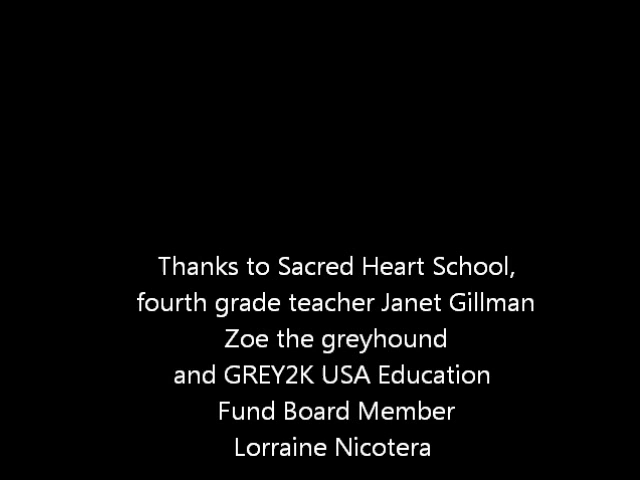 Thanks to Sacred Heart School,
fourth grade teacher Janet Gillman
Zoe the greyhound
and GREY2K USA Education
Fund Board Member
Lorraine Nicotera